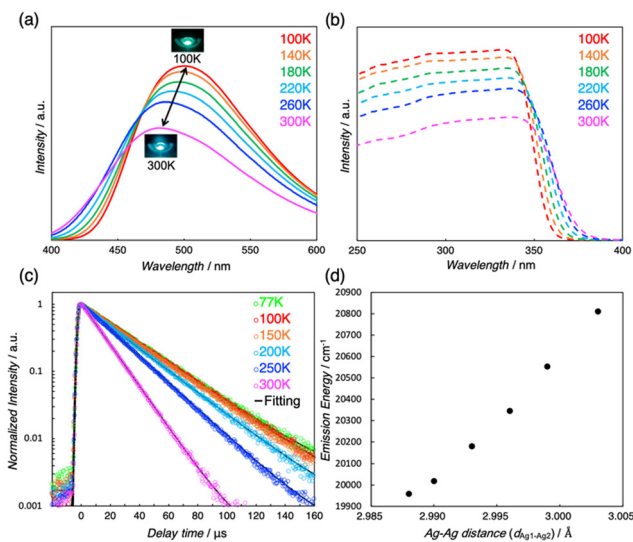 (a)
100K
140K
180K
220K
260K
300K
100K
300K
Intensity / a.u.
400
450
500
550
600
Wavelength / nm
(b)
100K
140K
180K
220K
260K
300K
Intensity / a.u.
250
300
350
400
Wavelength / nm
(c)
77K
100K
150K
200K
250K
300K
Fitting
Normalized Intensity / a.u.
1
0.1
0.01
0.001
-20
0
20
40
60
80
100
120
140
160
Delay time / μs
(d)
Emission Energy / cm⁻¹
20900
20800
20700
20600
20500
20400
20300
20200
20100
20000
19900
2.985
2.990
2.995
3.000
3.005
Ag-Ag distance (dAg1-Ag2) / Å